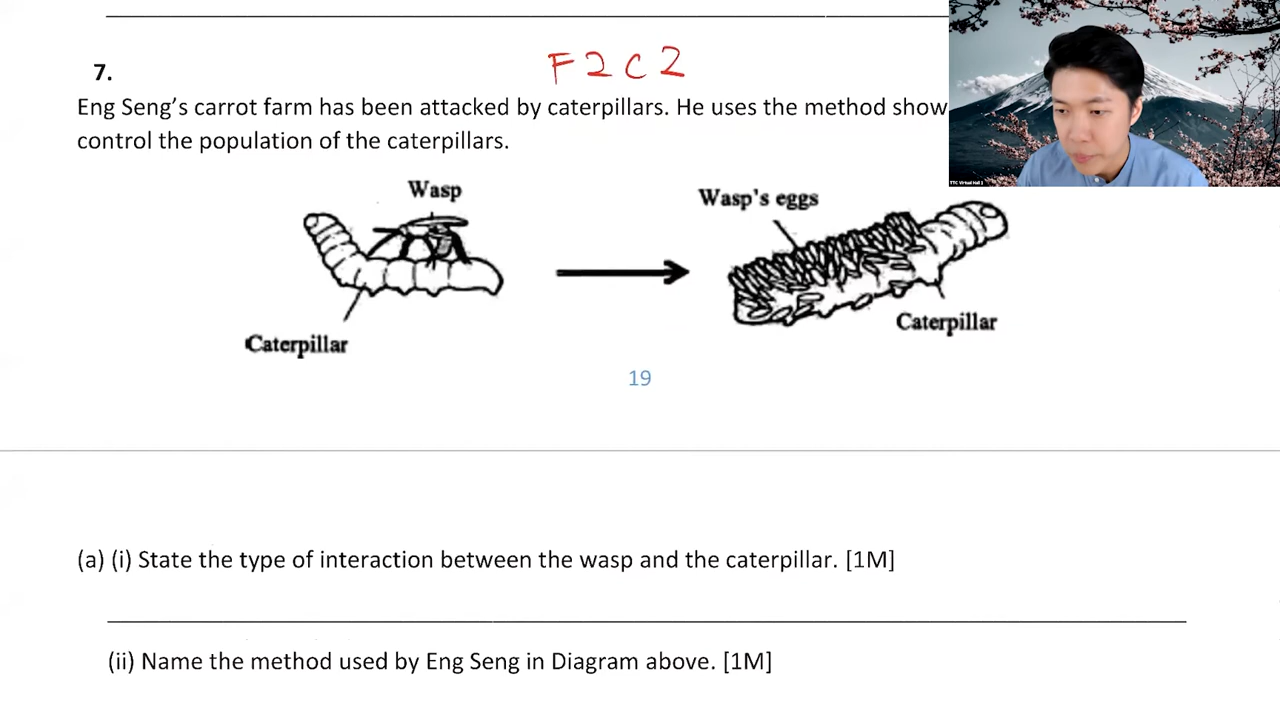 F2C2
7.
Eng Seng's carrot farm has been attacked by caterpillars. He uses the method show
control the population of the caterpillars.
Wasp
Wasp's eggs
Caterpillar
Caterpillar
19
(a) (i) State the type of interaction between the wasp and the caterpillar. [1M]
(ii) Name the method used by Eng Seng in Diagram above. [1M]